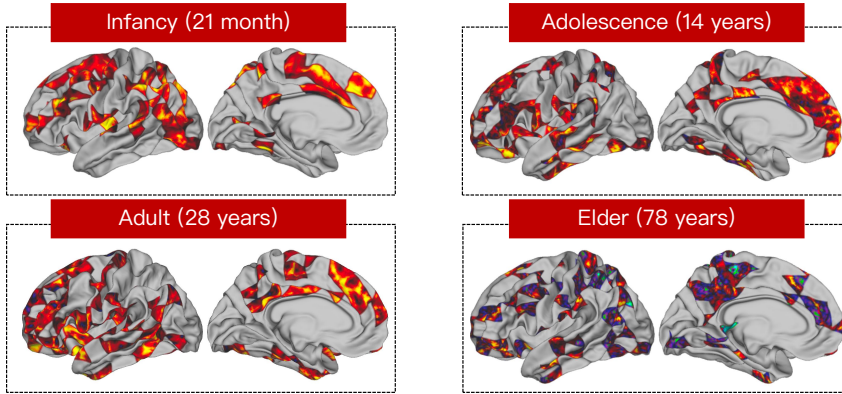 Infancy (21 month)
Adolescence (14 years)
Adult (28 years)
Elder (78 years)